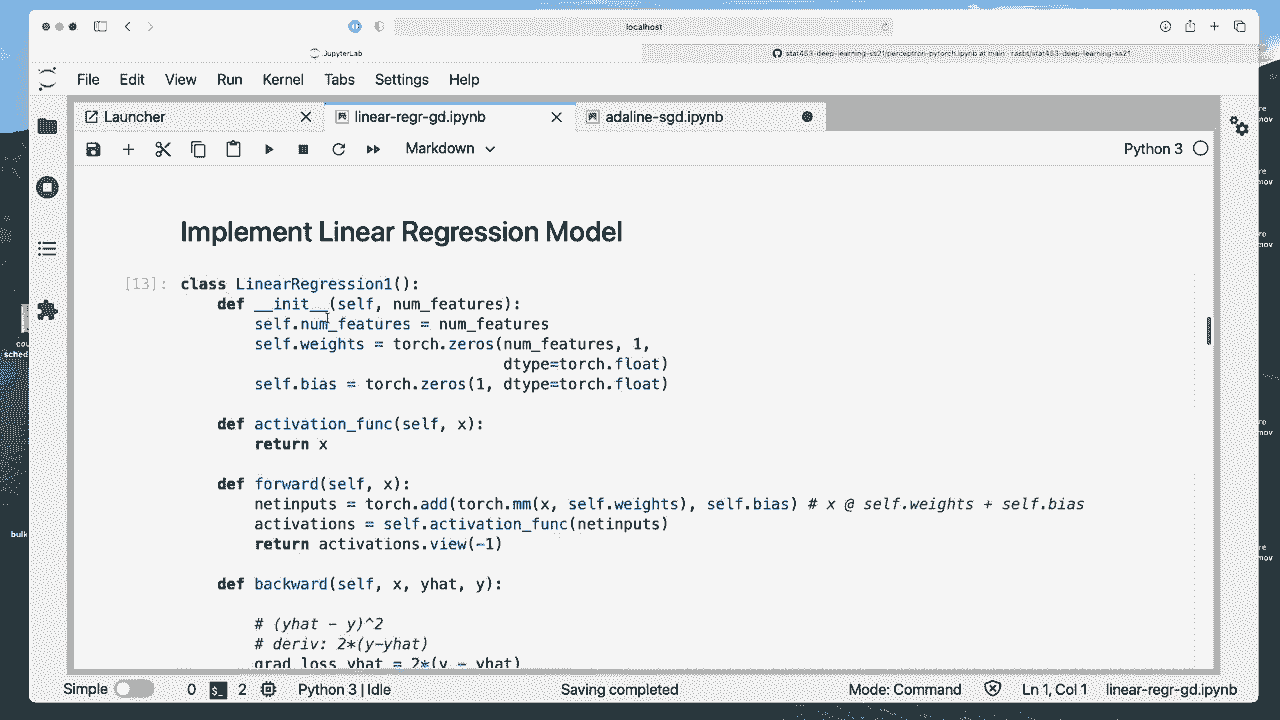 localhost
JupyterLab
stat453-deep-learning-ss21/perceptron-pytorch.ipynb at main · rasbt/stat453-deep-learning-ss21
File Edit View Run Kernel Tabs Settings Help
Launcher
linear-regr-gd.ipynb
adaline-sgd.ipynb
Markdown
Python 3
Implement Linear Regression Model
[13]: class LinearRegression1():
def __init__(self, num_features):
self.num_features = num_features
self.weights = torch.zeros(num_features, 1,
dtype=torch.float)
self.bias = torch.zeros(1, dtype=torch.float)
def activation_func(self, x):
return x
def forward(self, x):
netinputs = torch.add(torch.mm(x, self.weights), self.bias) # x @ self.weights + self.bias
activations = self.activation_func(netinputs)
return activations.view(-1)
def backward(self, x, yhat, y):
# (yhat - y)^2
# deriv: 2*(y-yhat)
grad_loss_yhat = 2*(y - yhat)
Simple 0 2 Python 3 | Idle Saving completed Mode: Command Ln 1, Col 1 linear-regr-gd.ipynb